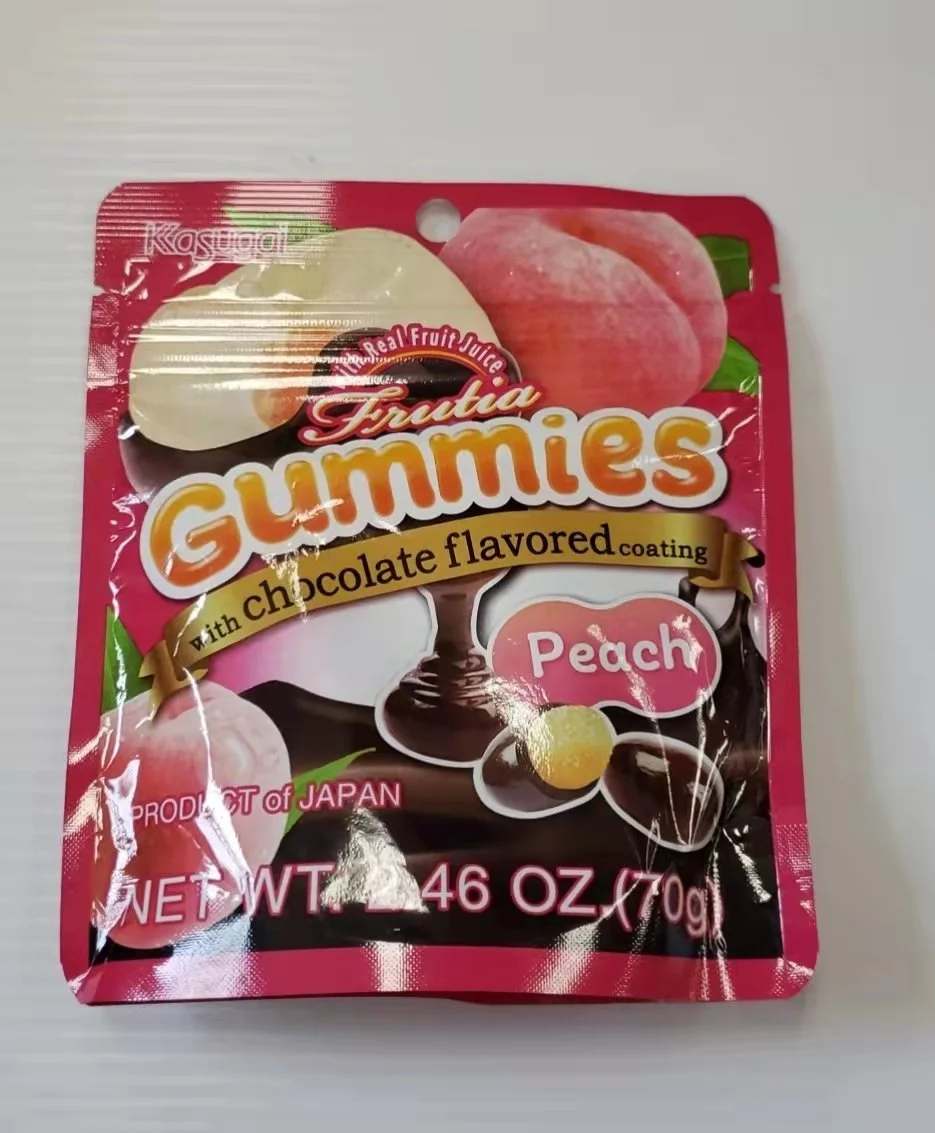 Kasugai
with Real Fruit Juice
Frutia
Gummies
with chocolate flavored coating
Peach
PRODUCT of JAPAN
NET WT. 2.46 OZ.(70g)